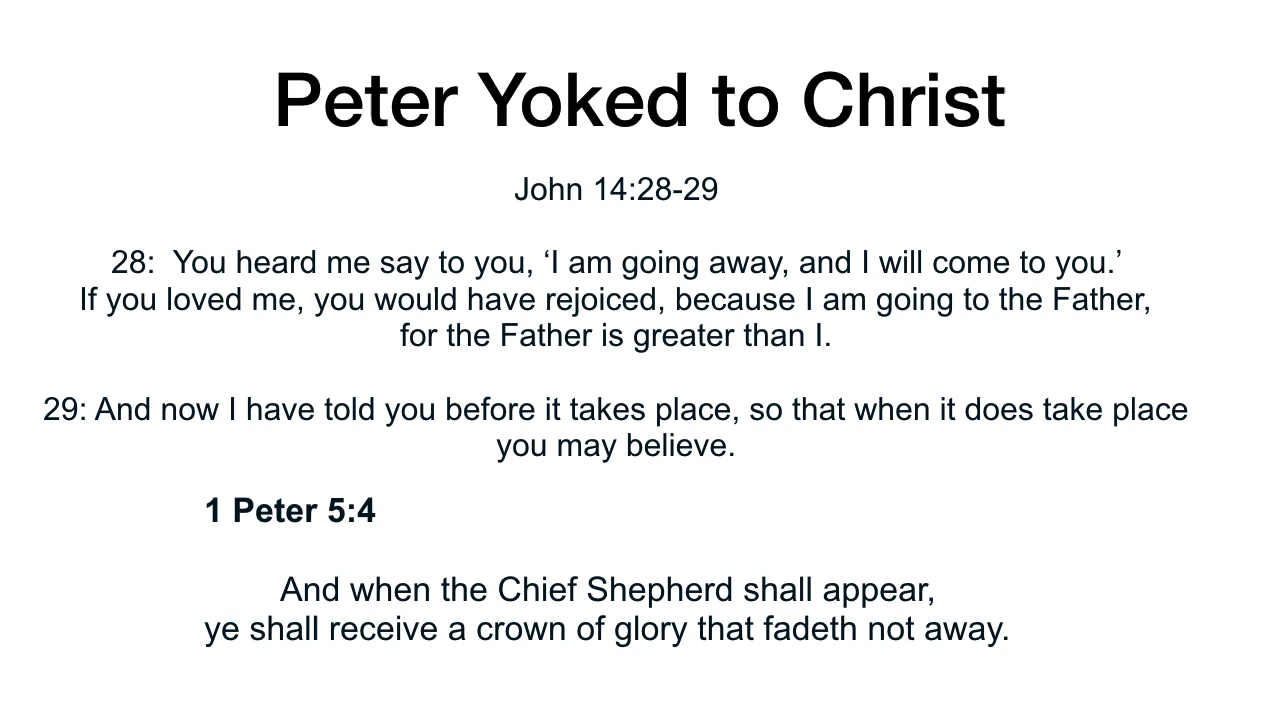 Peter Yoked to Christ
John 14:28-29
28:  You heard me say to you, ‘I am going away, and I will come to you.’
If you loved me, you would have rejoiced, because I am going to the Father,
for the Father is greater than I.
29: And now I have told you before it takes place, so that when it does take place
you may believe.
1 Peter 5:4
And when the Chief Shepherd shall appear,
ye shall receive a crown of glory that fadeth not away.